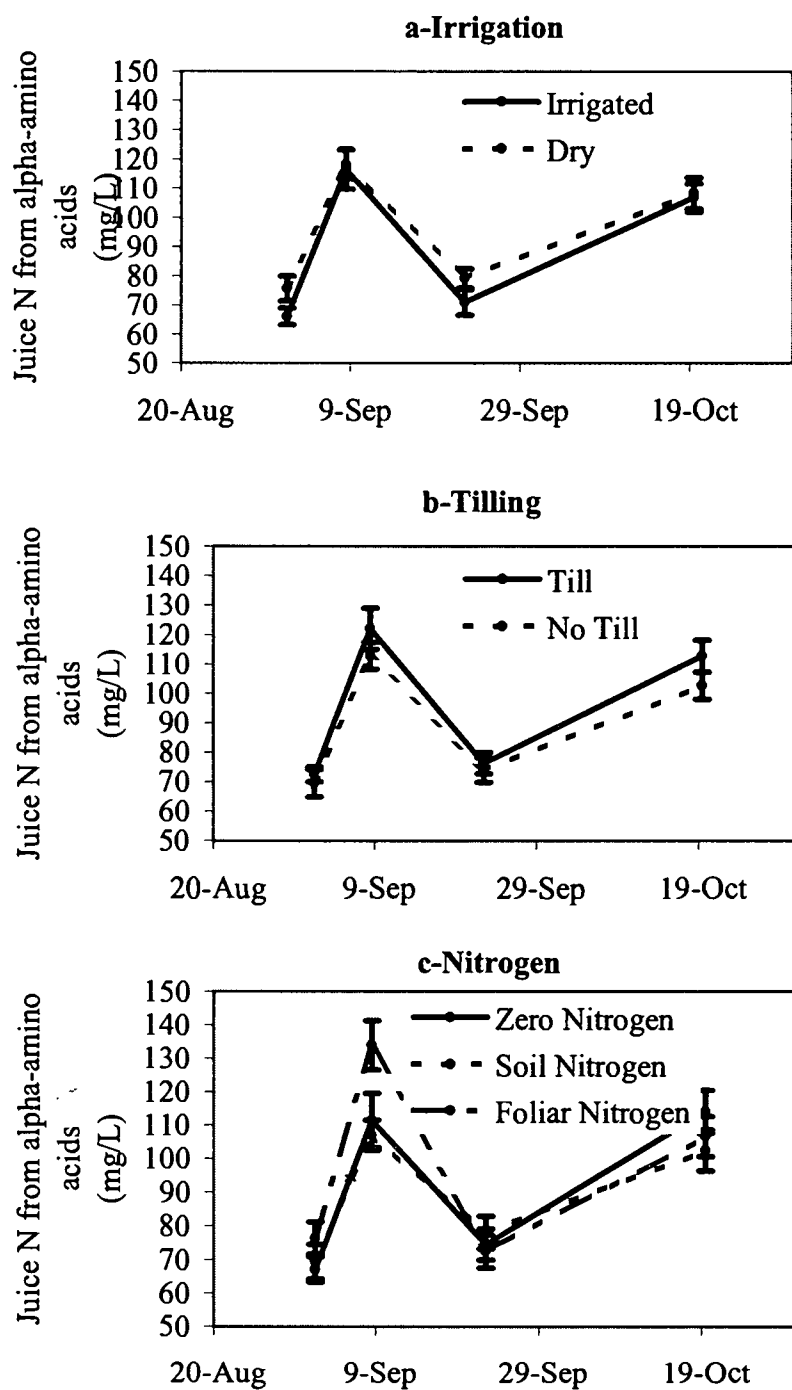 a-Irrigation
Juice N from alpha-amino
acids
(mg/L)
150
140
130
120
110
100
90
80
70
60
50
Irrigated
Dry
20-Aug 9-Sep 29-Sep 19-Oct
b-Tilling
Juice N from alpha-amino
acids
(mg/L)
150
140
130
120
110
100
90
80
70
60
50
Till
No Till
20-Aug 9-Sep 29-Sep 19-Oct
c-Nitrogen
Juice N from alpha-amino
acids
(mg/L)
150
140
130
120
110
100
90
80
70
60
50
Zero Nitrogen
Soil Nitrogen
Foliar Nitrogen
20-Aug 9-Sep 29-Sep 19-Oct